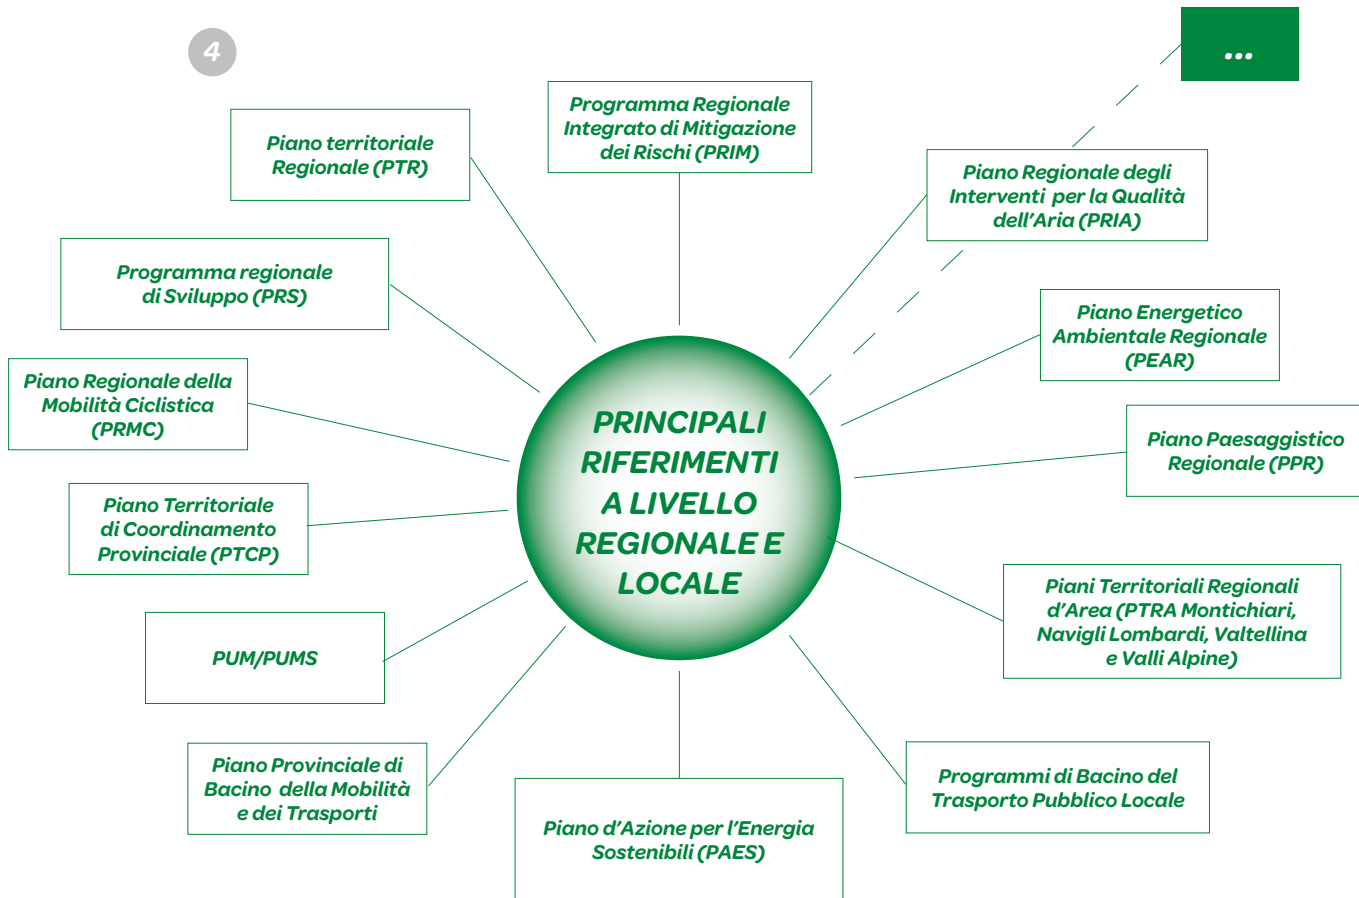 4
...
Programma Regionale
Integrato di Mitigazione
dei Rischi (PRIM)
Piano territoriale
Regionale (PTR)
Piano Regionale degli
Interventi per la Qualità
dell'Aria (PRIA)
Programma regionale
di Sviluppo (PRS)
Piano Energetico
Ambientale Regionale
(PEAR)
Piano Regionale della
Mobilità Ciclistica
(PRMC)
PRINCIPALI
RIFERIMENTI
A LIVELLO
REGIONALE E
LOCALE
Piano Paesaggistico
Regionale (PPR)
Piano Territoriale
di Coordinamento
Provinciale (PTCP)
Piani Territoriali Regionali
d'Area (PTRA Montichiari,
Navigli Lombardi, Valtellina
e Valli Alpine)
PUM/PUMS
Piano Provinciale di
Bacino della Mobilità
e dei Trasporti
Programmi di Bacino del
Trasporto Pubblico Locale
Piano d'Azione per l'Energia
Sostenibili (PAES)